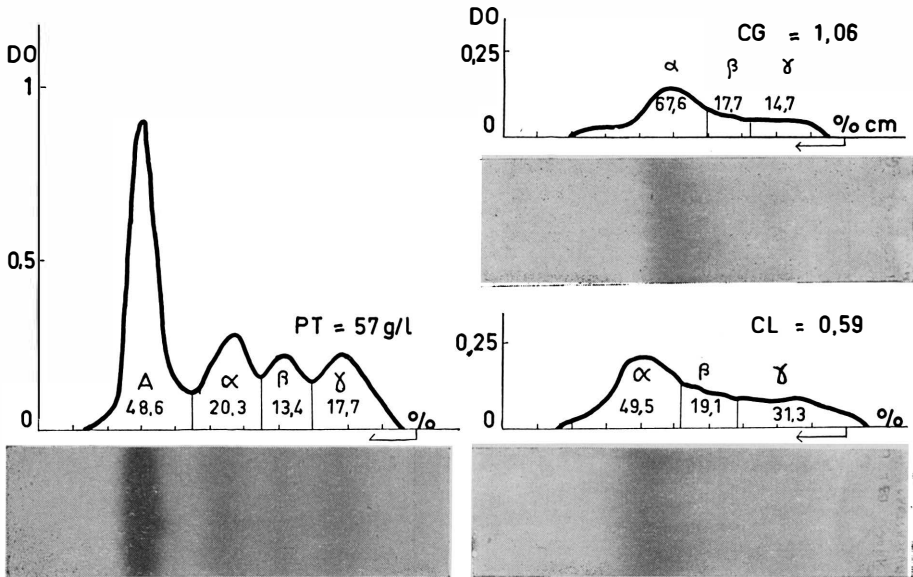 DO
1
0,5
0
PT = 57 g/l
A α β γ
48,6 20,3 13,4 17,7 %
DO
0,25
0
CG = 1,06
α β γ
67,6 17,7 14,7 % cm
0,25
0
CL = 0,59
α β γ
49,5 19,1 31,3 %